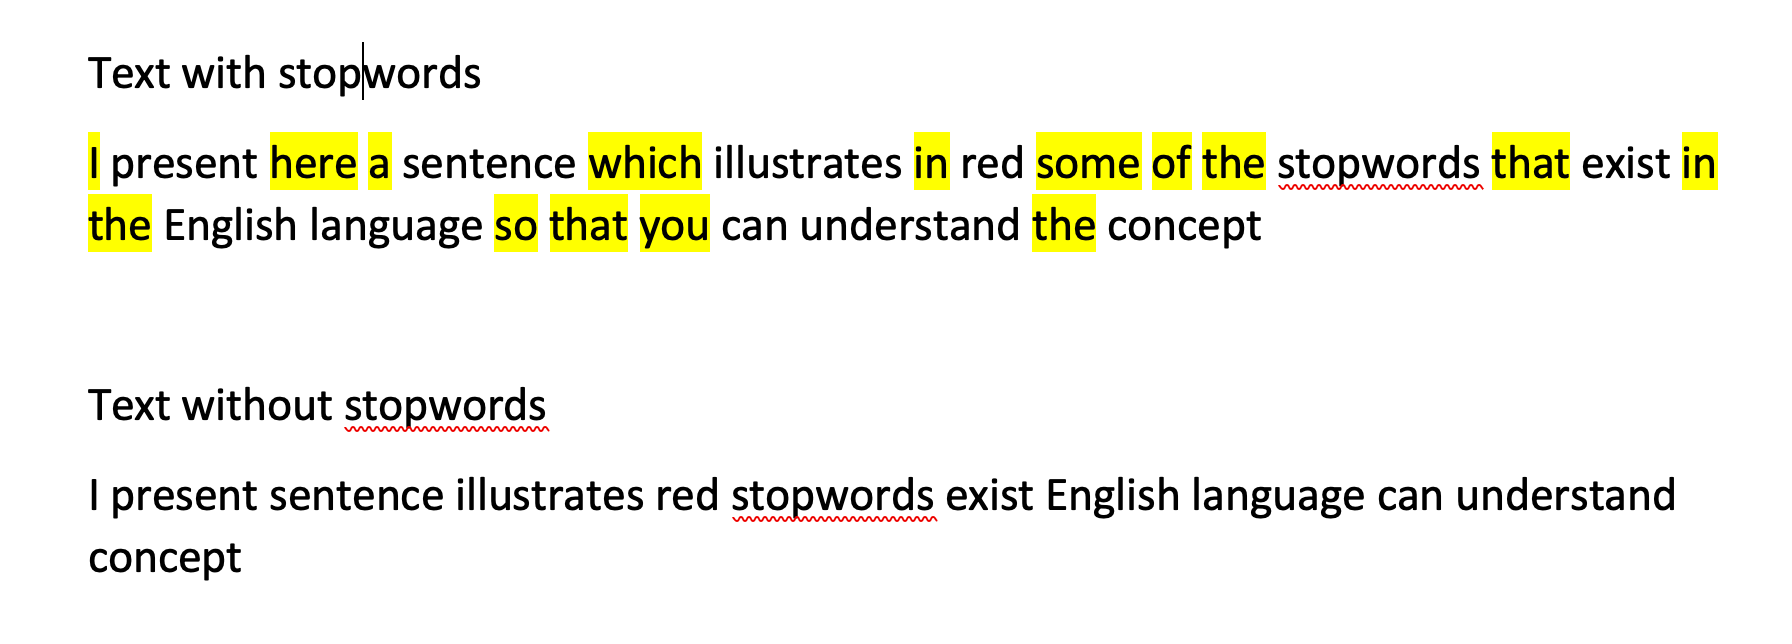 Text with stopwords
I present here a sentence which illustrates in red some of the stopwords that exist in
the English language so that you can understand the concept
Text without stopwords
I present sentence illustrates red stopwords exist English language can understand
concept